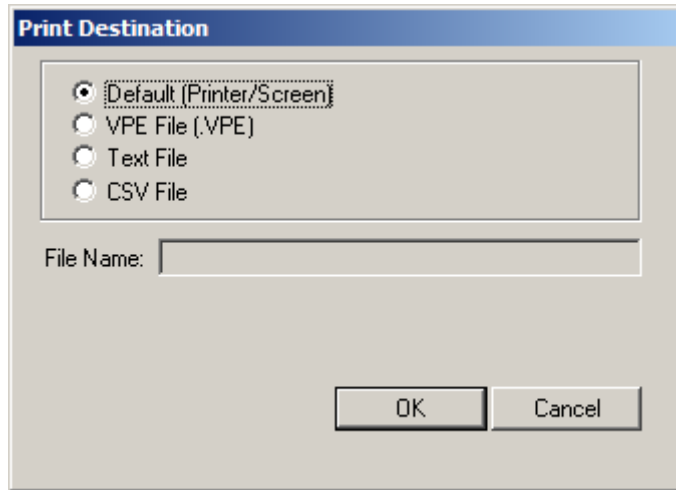 Print Destination
Default (Printer/Screen)
VPE File (.VPE)
Text File
CSV File
File Name:
OK Cancel